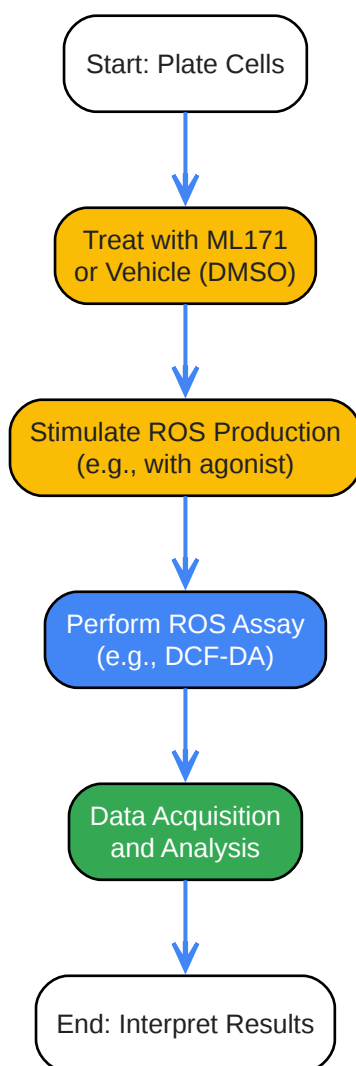 Start: Plate Cells
Treat with ML171
or Vehicle (DMSO)
Stimulate ROS Production
(e.g., with agonist)
Perform ROS Assay
(e.g., DCF-DA)
Data Acquisition
and Analysis
End: Interpret Results